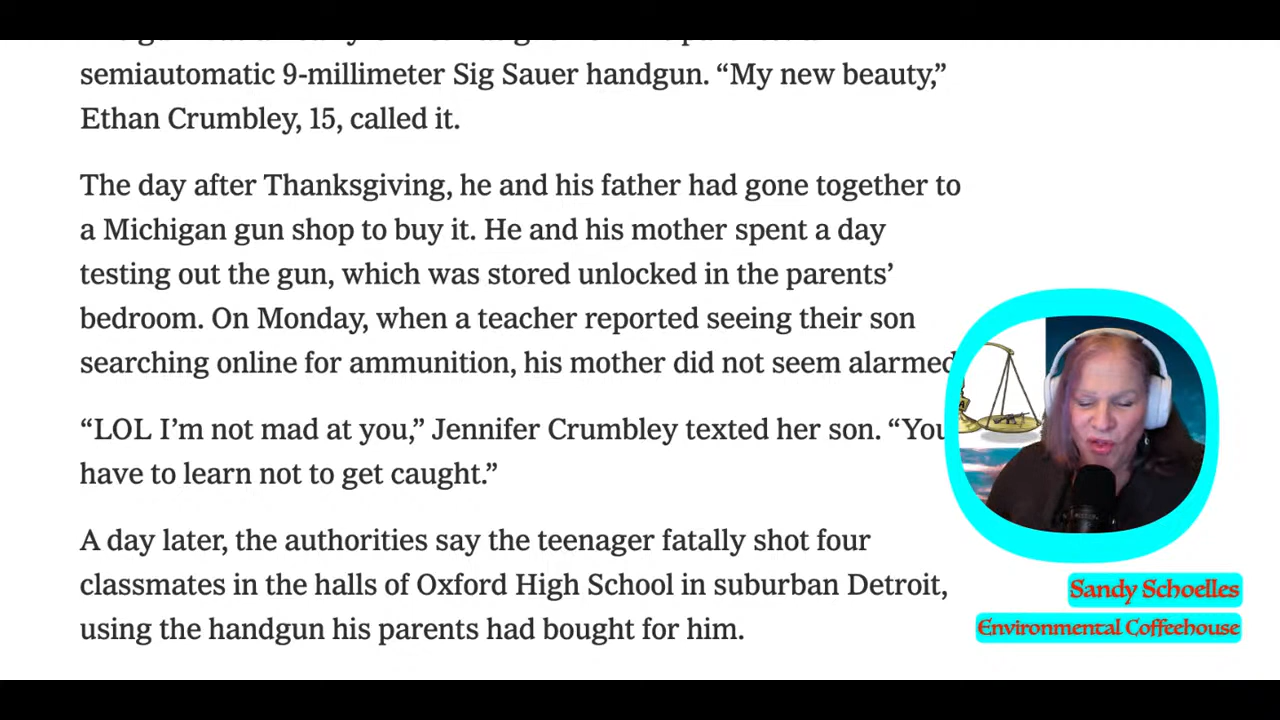 semiautomatic 9-millimeter Sig Sauer handgun. “My new beauty,”
Ethan Crumbley, 15, called it.
The day after Thanksgiving, he and his father had gone together to
a Michigan gun shop to buy it. He and his mother spent a day
testing out the gun, which was stored unlocked in the parents’
bedroom. On Monday, when a teacher reported seeing their son
searching online for ammunition, his mother did not seem alarmed
“LOL I’m not mad at you,” Jennifer Crumbley texted her son. “You
have to learn not to get caught.”
A day later, the authorities say the teenager fatally shot four
classmates in the halls of Oxford High School in suburban Detroit,
using the handgun his parents had bought for him.
Sandy Schoelles
Environmental Coffeehouse